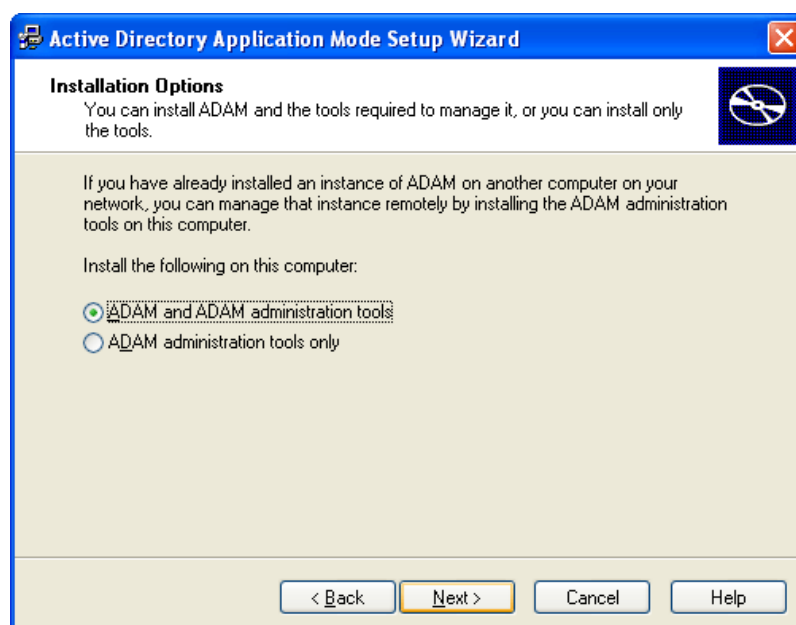 Active Directory Application Mode Setup Wizard
Installation Options
You can install ADAM and the tools required to manage it, or you can install only
the tools.
If you have already installed an instance of ADAM on another computer on your
network, you can manage that instance remotely by installing the ADAM administration
tools on this computer.
Install the following on this computer:
ADAM and ADAM administration tools
ADAM administration tools only
< Back Next > Cancel Help